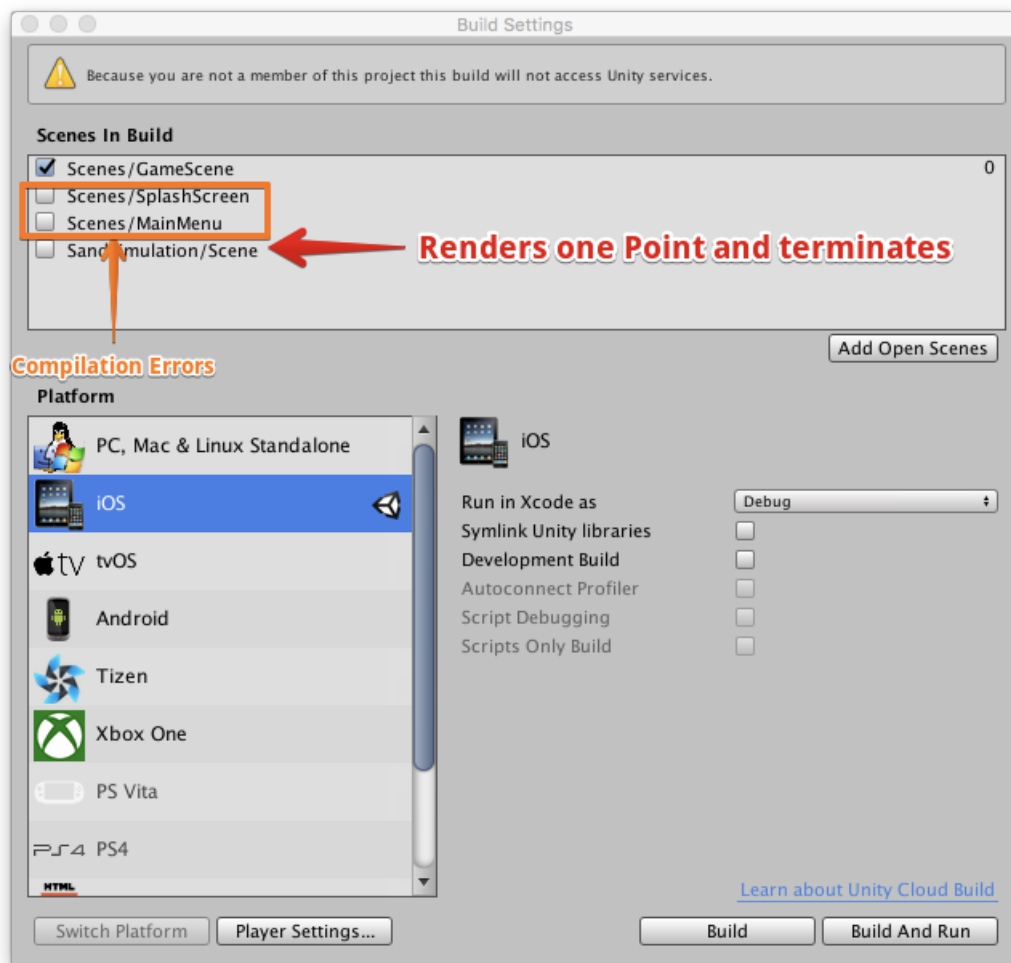 Build Settings
Because you are not a member of this project this build will not access Unity services.
Scenes In Build
Scenes/GameScene 0
Scenes/SplashScreen
Scenes/MainMenu
Sand mulation/Scene
Renders one Point and terminates
Add Open Scenes
Compilation Errors
Platform
PC, Mac & Linux Standalone
iOS
tv tvOS
Android
Tizen
Xbox One
PS Vita
PS4 PS4
HTML
iOS
Run in Xcode as Debug
Symlink Unity libraries
Development Build
Autoconnect Profiler
Script Debugging
Scripts Only Build
Learn about Unity Cloud Build
Switch Platform Player Settings... Build Build And Run